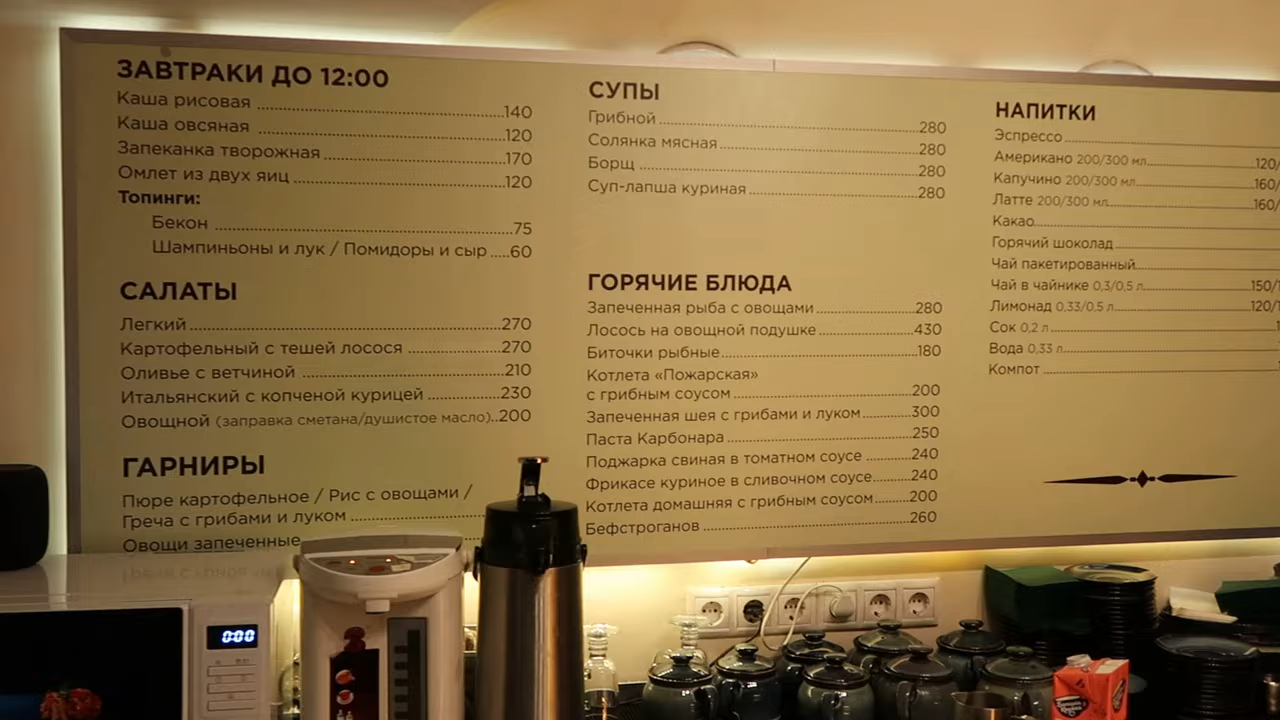 ЗАВТРАКИ ДО 12:00
Каша рисовая 140
Каша овсяная 120
Запеканка творожная 170
Омлет из двух яиц 120
Топинги:
Бекон 75
Шампиньоны и лук / Помидоры и сыр 60
САЛАТЫ
Легкий 270
Картофельный с тешей лосося 270
Оливье с ветчиной 210
Итальянский с копченой курицей 230
Овощной (заправка сметана/душистое масло) 200
ГАРНИРЫ
Пюре картофельное / Рис с овощами /
Греча с грибами и луком
Овощи запеченные
СУПЫ
Грибной 280
Солянка мясная 280
Борщ 280
Суп-лапша куриная 280
ГОРЯЧИЕ БЛЮДА
Запеченная рыба с овощами 280
Лосось на овощной подушке 430
Биточки рыбные 180
Котлета «Пожарская»
с грибным соусом 200
Запеченная шея с грибами и луком 300
Паста Карбонара 250
Поджарка свиная в томатном соусе 240
Фрикасе куриное в сливочном соусе 240
Котлета домашняя с грибным соусом 200
Бефстроганов 260
НАПИТКИ
Эспрессо
Американо 200/300 мл 120/
Капучино 200/300 мл 160/
Латте 200/300 мл 160/
Какао
Горячий шоколад
Чай пакетированный
Чай в чайнике 0,3/0,5 л 150/
Лимонад 0,33/0,5 л 120/
Сок 0,2 л
Вода 0,33 л
Компот
0:00